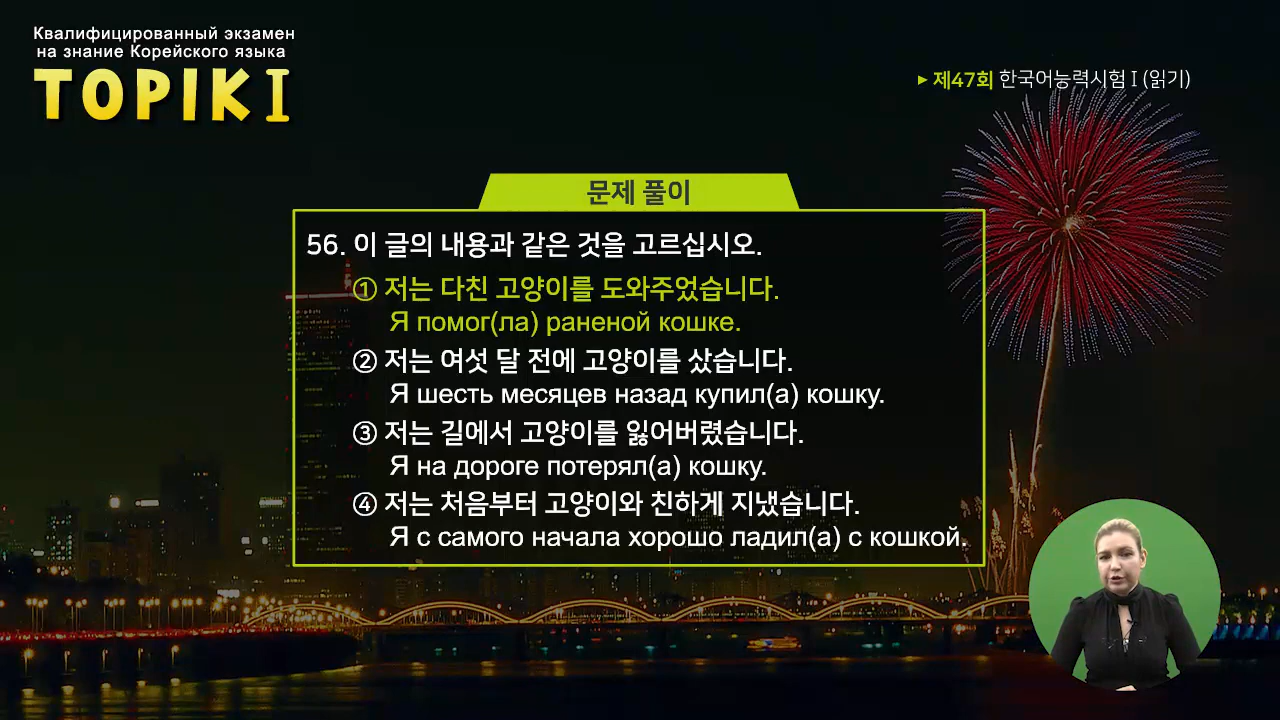 Квалифицированный экзамен
на знание Корейского языка
TOPIK I
▸ 제47회 한국어능력시험 I (읽기)
문제 풀이
56. 이 글의 내용과 같은 것을 고르십시오.
① 저는 다친 고양이를 도와주었습니다.
Я помог(ла) раненой кошке.
② 저는 여섯 달 전에 고양이를 샀습니다.
Я шесть месяцев назад купил(а) кошку.
③ 저는 길에서 고양이를 잃어버렸습니다.
Я на дороге потерял(а) кошку.
④ 저는 처음부터 고양이와 친하게 지냈습니다.
Я с самого начала хорошо ладил(а) с кошкой.